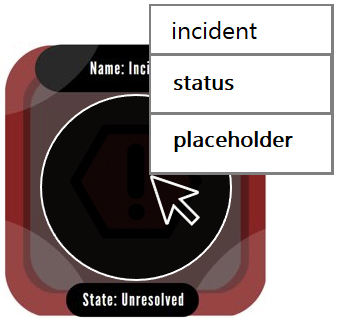 Name: Inci
incident
status
placeholder
State: Unresolved